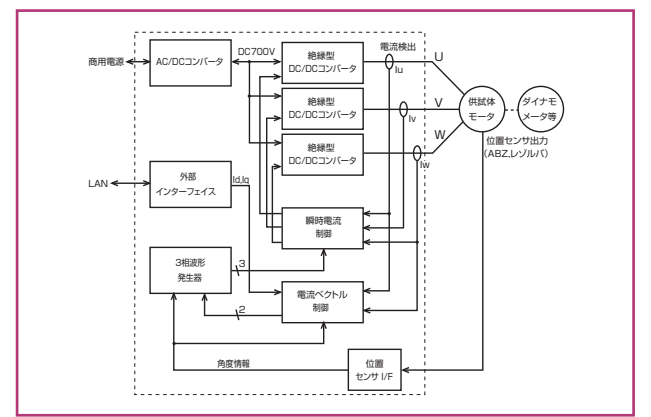 商用電源
AC/DCコンバータ
DC700V
絶縁型
DC/DCコンバータ
電流検出
Iu
U
絶縁型
DC/DCコンバータ
Iv
V
絶縁型
DC/DCコンバータ
Iw
W
供試体
モータ
ダイナモ
メータ等
位置センサ出力
(ABZ,レゾルバ)
LAN
外部
インターフェイス
Id,Iq
瞬時電流
制御
3相波形
発生器
3
2
電流ベクトル
制御
角度情報
位置
センサ I/F